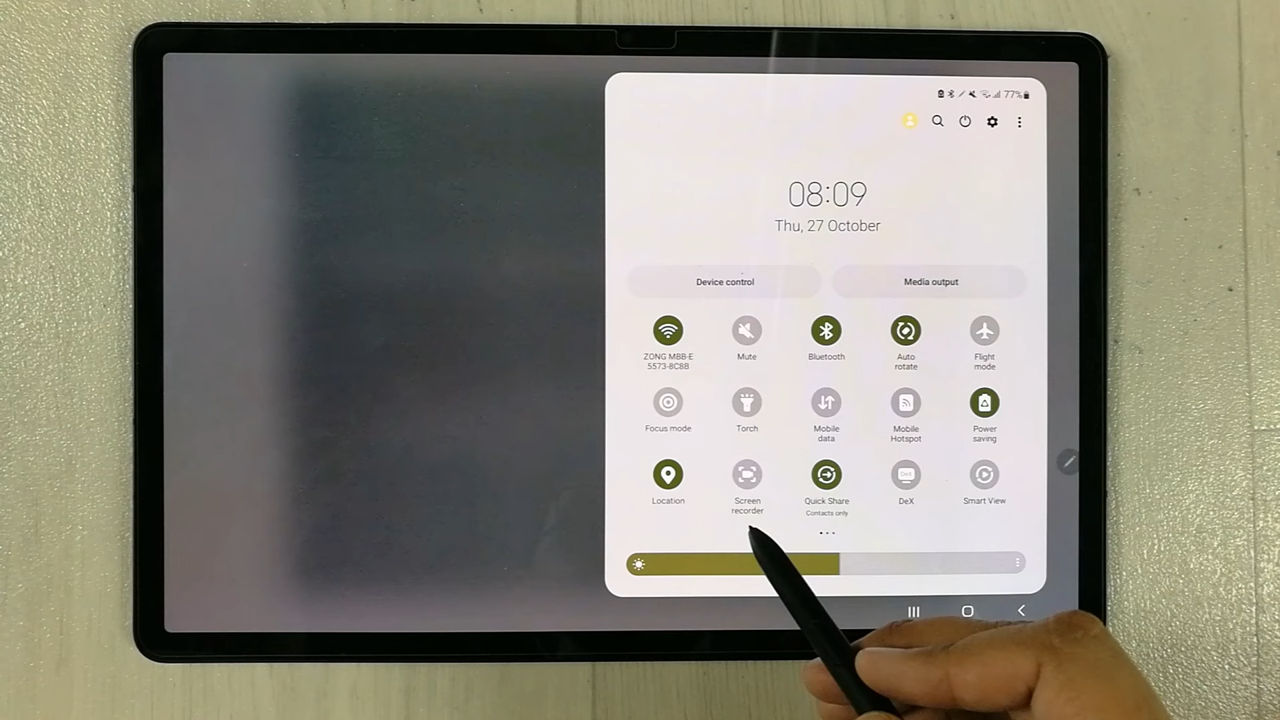 77%
08:09
Thu, 27 October
Device control
Media output
ZONG MBB-E
5573-8C8B
Mute
Bluetooth
Auto
rotate
Flight
mode
Focus mode
Torch
Mobile
data
Mobile
Hotspot
Power
saving
Location
Screen
recorder
Quick Share
Contacts only
DeX
DeX
Smart View